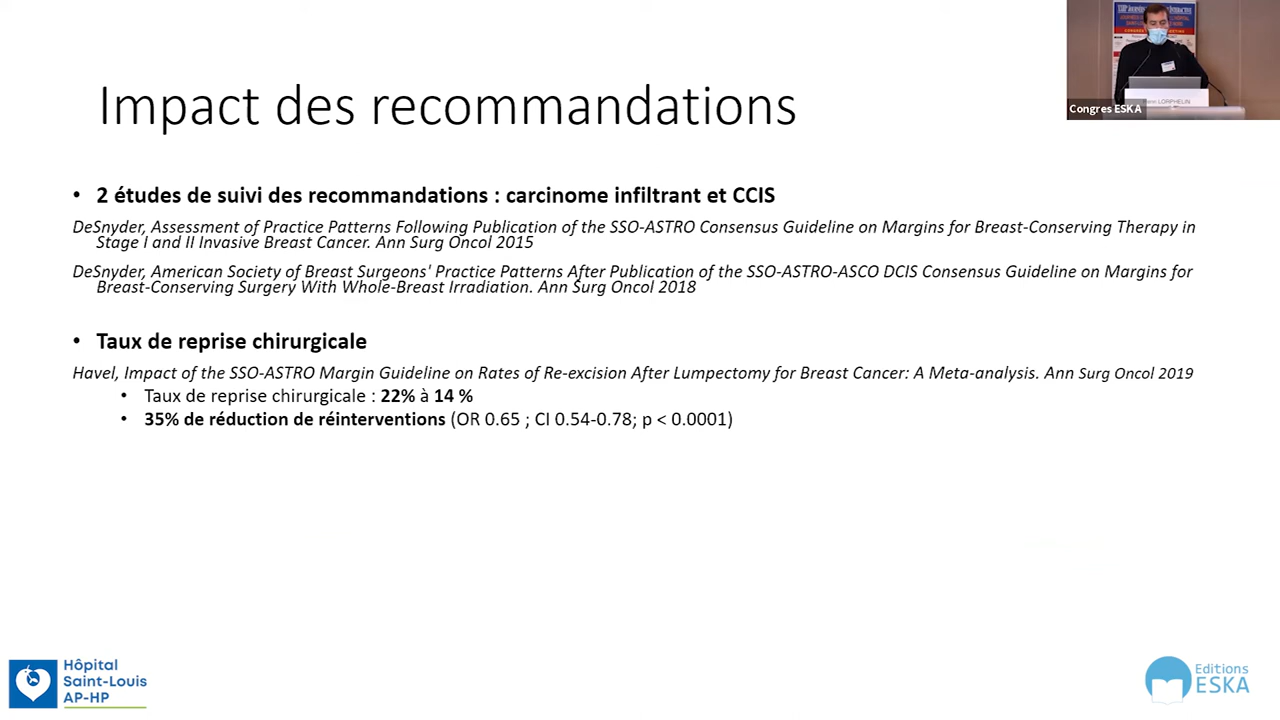 Impact des recommandations
• 2 études de suivi des recommandations : carcinome infiltrant et CCIS
DeSnyder, Assessment of Practice Patterns Following Publication of the SSO-ASTRO Consensus Guideline on Margins for Breast-Conserving Therapy in
Stage I and II Invasive Breast Cancer. Ann Surg Oncol 2015
DeSnyder, American Society of Breast Surgeons' Practice Patterns After Publication of the SSO-ASTRO-ASCO DCIS Consensus Guideline on Margins for
Breast-Conserving Surgery With Whole-Breast Irradiation. Ann Surg Oncol 2018
• Taux de reprise chirurgicale
Havel, Impact of the SSO-ASTRO Margin Guideline on Rates of Re-excision After Lumpectomy for Breast Cancer: A Meta-analysis. Ann Surg Oncol 2019
• Taux de reprise chirurgicale : 22% à 14 %
• 35% de réduction de réinterventions (OR 0.65 ; CI 0.54-0.78; p < 0.0001)
Congres ESKA
LORPHELIN
Hôpital
Saint-Louis
AP-HP
Editions
ESKA